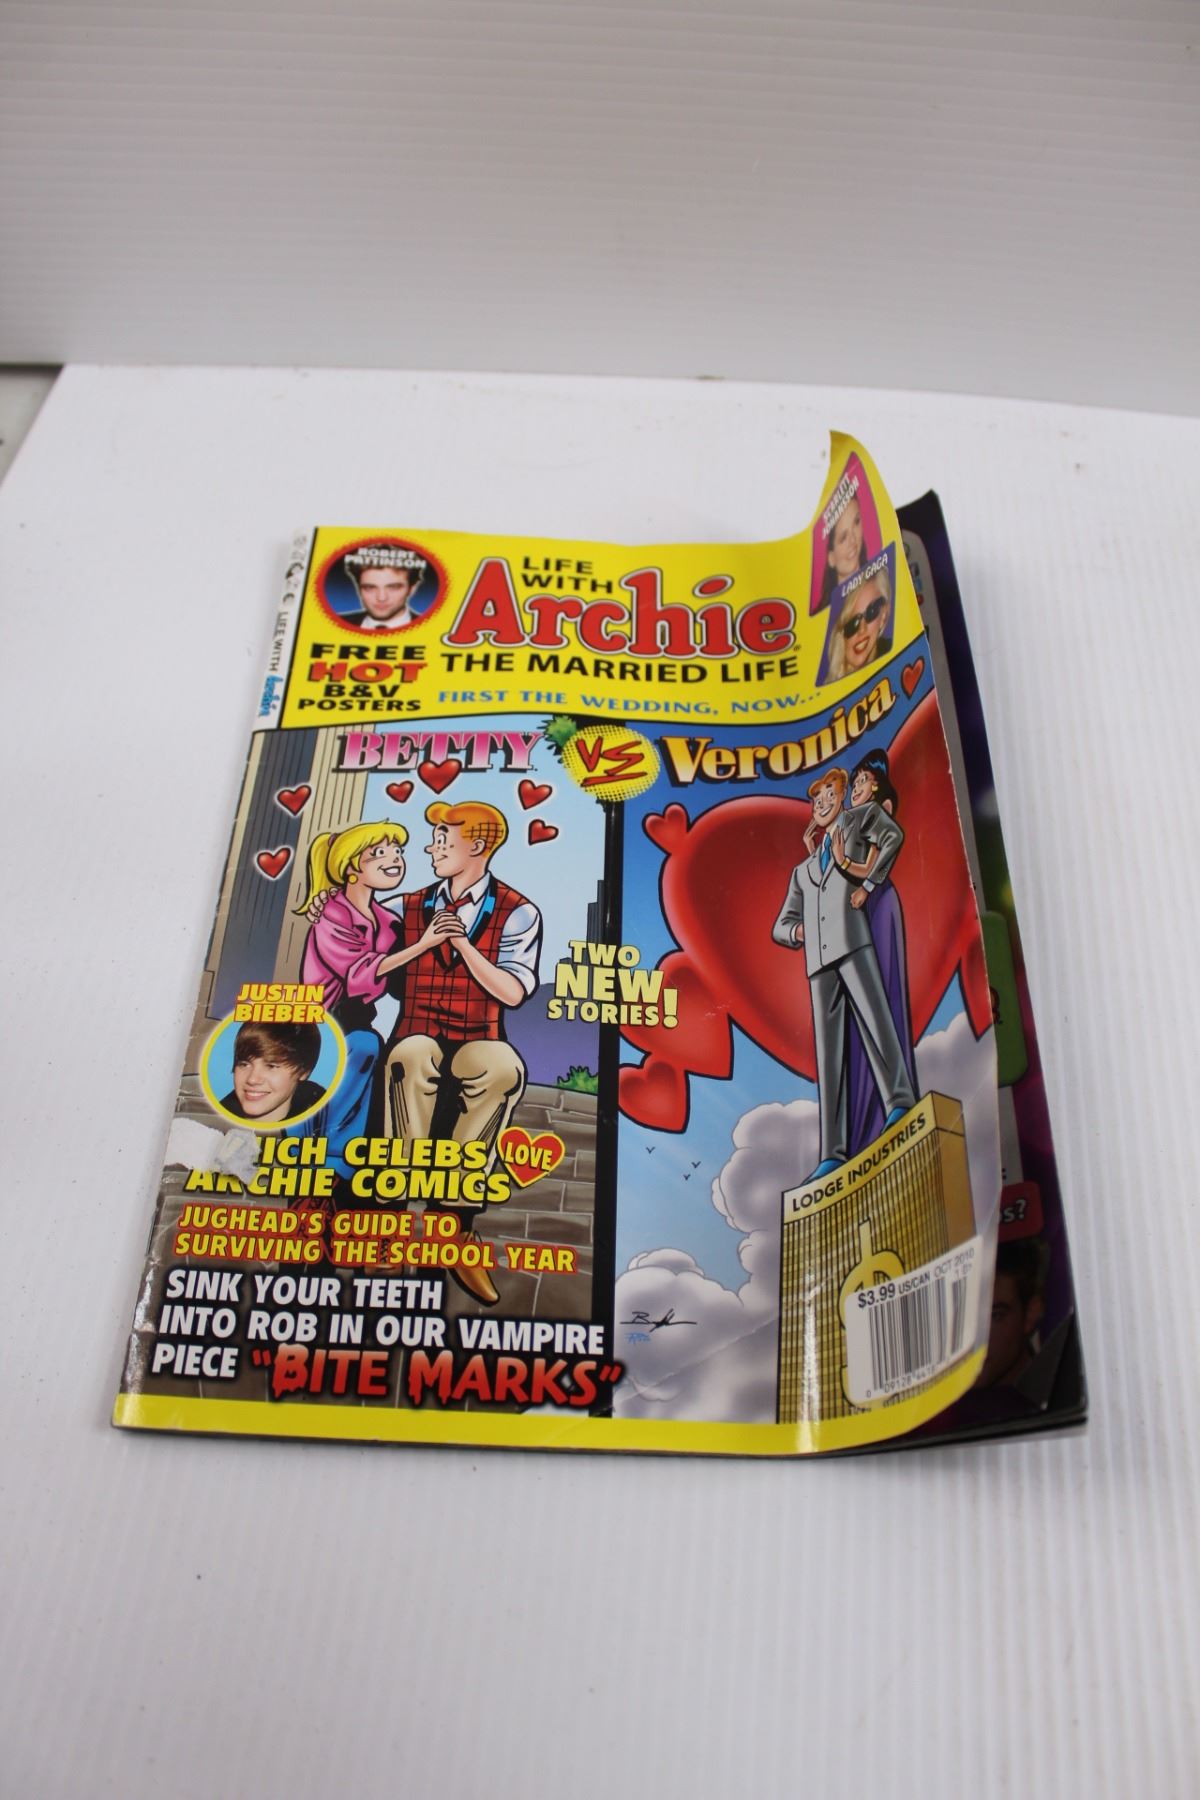 ROBERT
PATTINSON
LIFE
WITH
Archie
THE MARRIED LIFE
SCARLETT
JOHANSSON
LADY GAGA
FREE
HOT
B&V
POSTERS
FIRST THE WEDDING, NOW...
LIFE WITH Archie
BETTY
VS
Veronica
TWO
NEW
STORIES!
JUSTIN
BIEBER
CELEBS LOVE
ARCHIE COMICS
JUGHEAD'S GUIDE TO
SURVIVING THE SCHOOL YEAR
SINK YOUR TEETH
INTO ROB IN OUR VAMPIRE
PIECE "BITE MARKS"
LODGE INDUSTRIES
$3.99 US/CAN OCT 2010